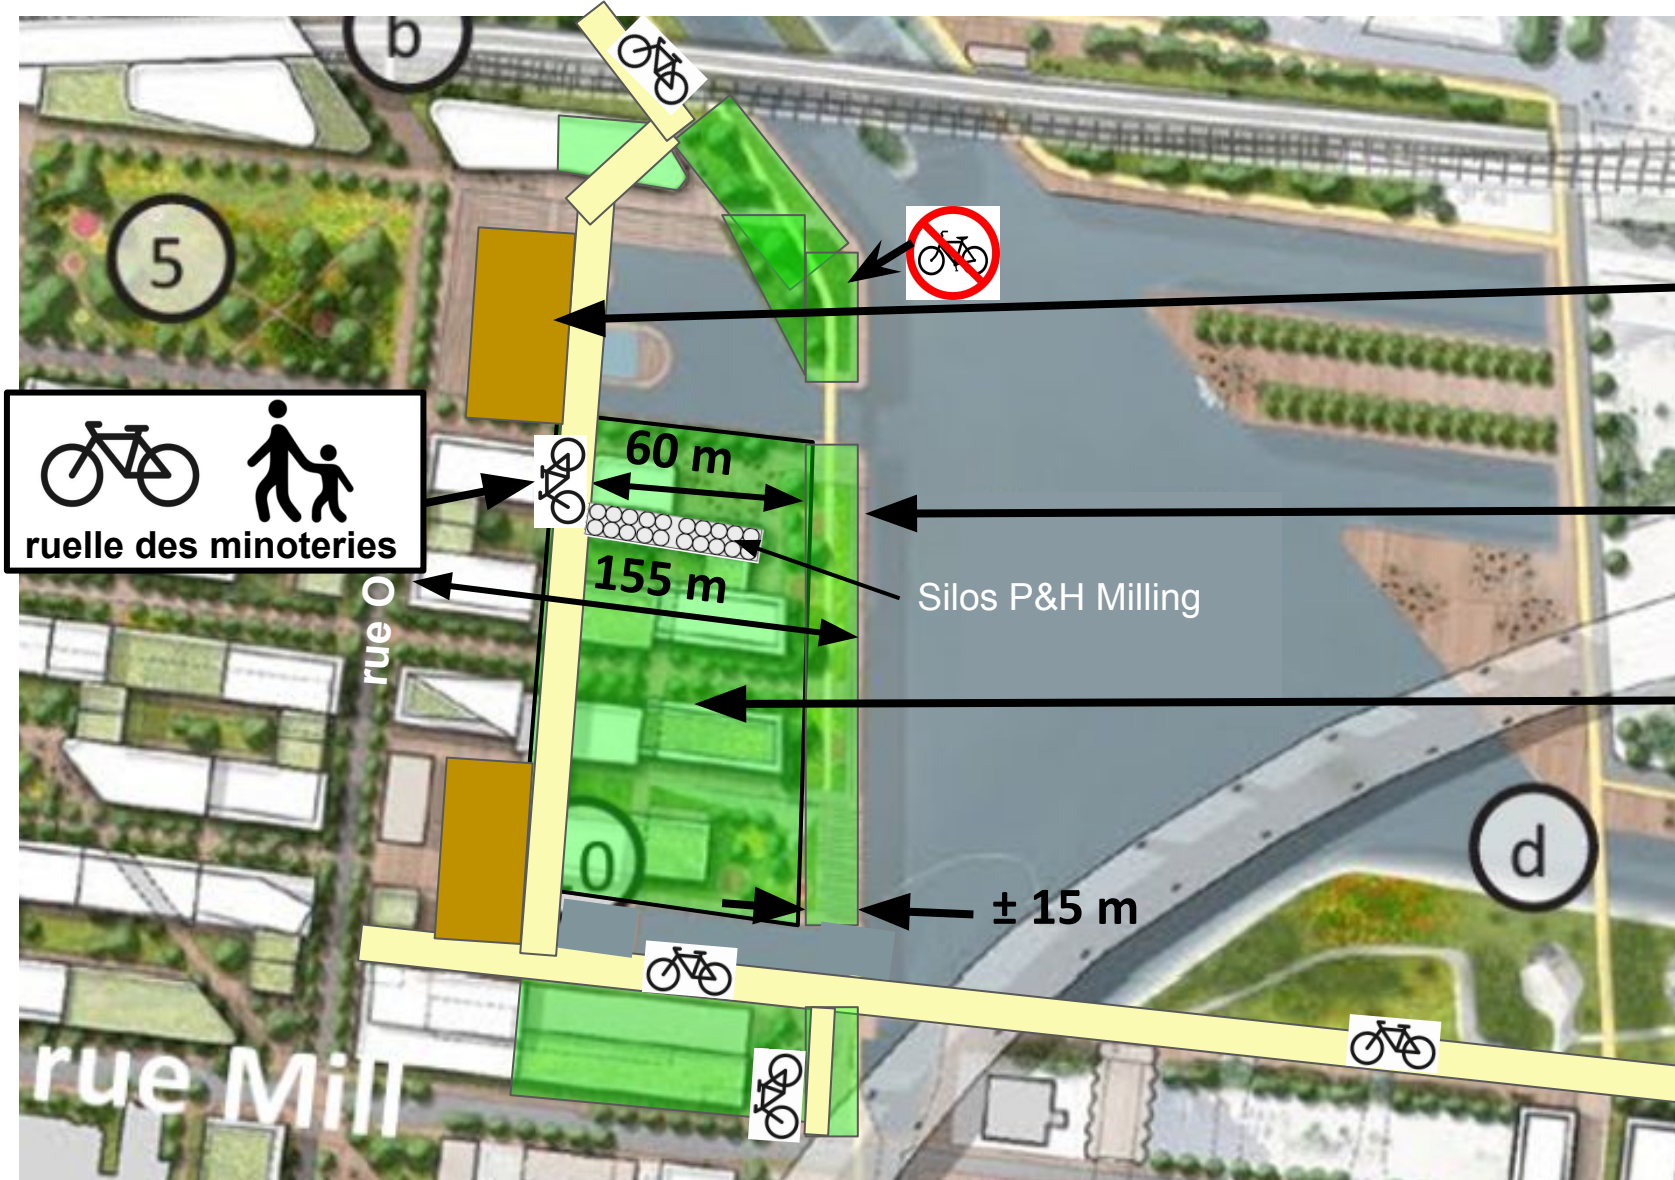 b
5
60 m
ruelle des minoteries
155 m
Silos P&H Milling
rue O
0
d
± 15 m
rue Mill